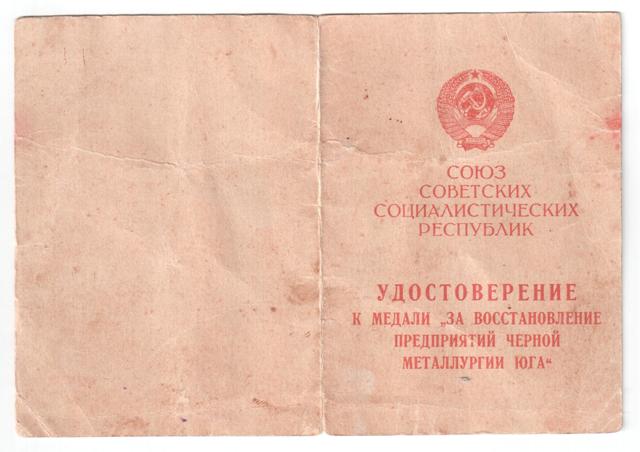 СОЮЗ
СОВЕТСКИХ
СОЦИАЛИСТИЧЕСКИХ
РЕСПУБЛИК
УДОСТОВЕРЕНИЕ
К МЕДАЛИ „ЗА ВОССТАНОВЛЕНИЕ
ПРЕДПРИЯТИЙ ЧЕРНОЙ
МЕТАЛЛУРГИИ ЮГА“